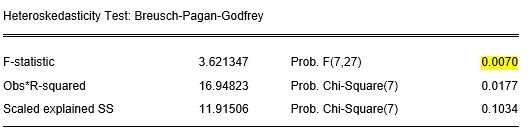 Heteroskedasticity Test: Breusch-Pagan-Godfrey
F-statistic 3.621347 Prob. F(7,27) 0.0070
Obs*R-squared 16.94823 Prob. Chi-Square(7) 0.0177
Scaled explained SS 11.91506 Prob. Chi-Square(7) 0.1034